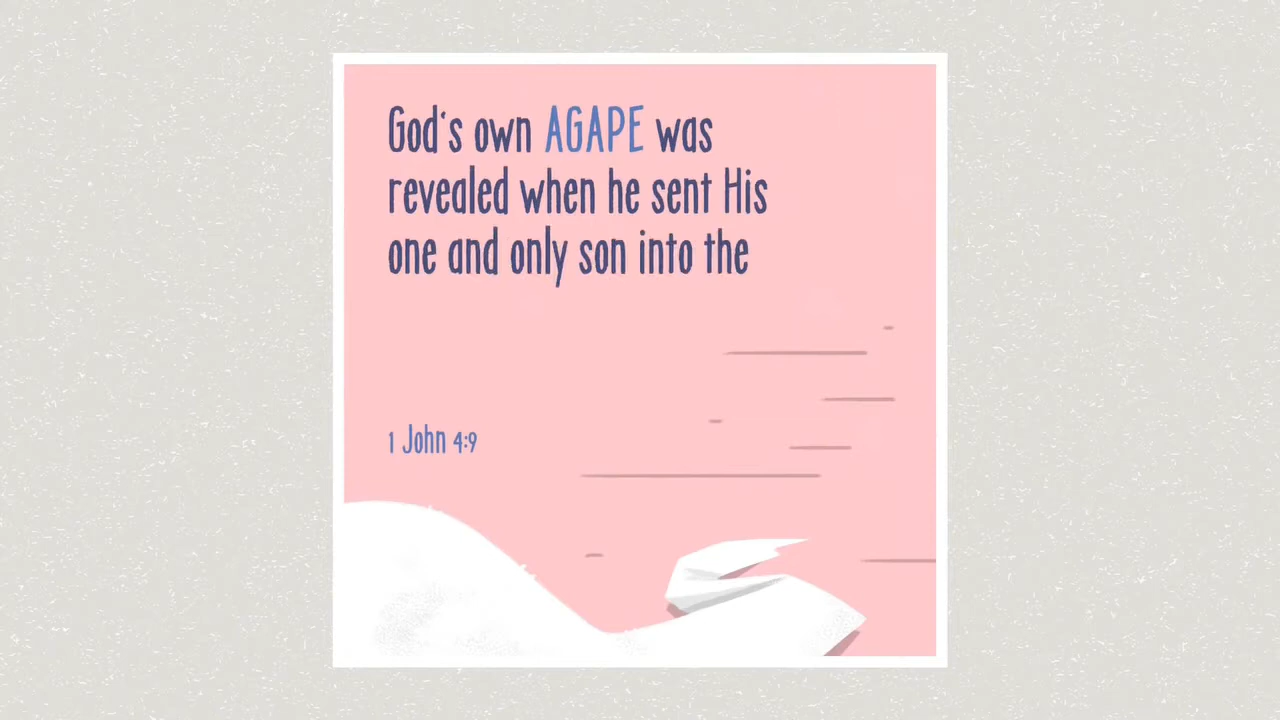 God's own AGAPE was
revealed when he sent His
one and only son into the
1 John 4:9